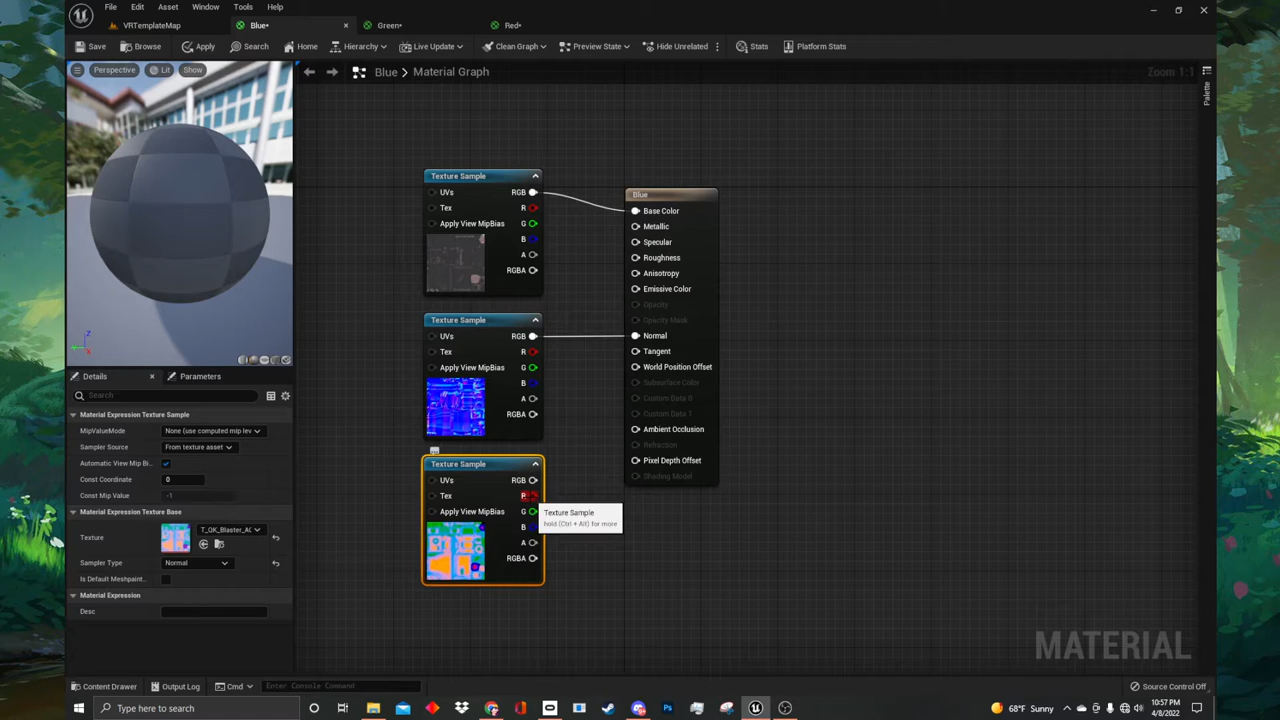 File Edit Asset Window Tools Help
VRTemplateMap Blue* Green* Red*
Save Browse Apply Search Home Hierarchy Live Update Clean Graph Preview State Hide Unrelated Stats Platform Stats
Perspective Lit Show
Blue > Material Graph Zoom 1:1
Palette
Texture Sample
UVs RGB
Tex R
Apply View MipBias G
B
A
RGBA
Texture Sample
UVs RGB
Tex R
Apply View MipBias G
B
A
RGBA
Texture Sample
UVs RGB
Tex R
Apply View MipBias G
B
A
RGBA
Texture Sample
hold (Ctrl + Alt) for more
Blue
Base Color
Metallic
Specular
Roughness
Anisotropy
Emissive Color
Opacity
Opacity Mask
Normal
Tangent
World Position Offset
Subsurface Color
Custom Data 0
Custom Data 1
Ambient Occlusion
Refraction
Pixel Depth Offset
Shading Model
Z
X
Details Parameters
Search
Material Expression Texture Sample
MipValueMode None (use computed mip lev
Sampler Source From texture asset
Automatic View Mip Bi...
Const Coordinate 0
Const Mip Value -1
Material Expression Texture Base
Texture
Sampler Type Normal
Is Default Meshpaint...
Material Expression
Desc
MATERIAL
Content Drawer Output Log Cmd Enter Console Command Source Control Off
Type here to search 68°F Sunny 10:57 PM
4/8/2022